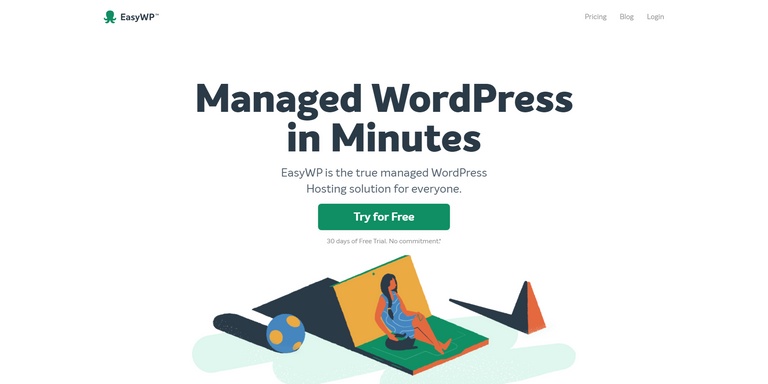 EasyWP™
Pricing Blog Login
Managed WordPress
in Minutes
EasyWP is the true managed WordPress
Hosting solution for everyone.
Try for Free
30 days of Free Trial. No commitment.*